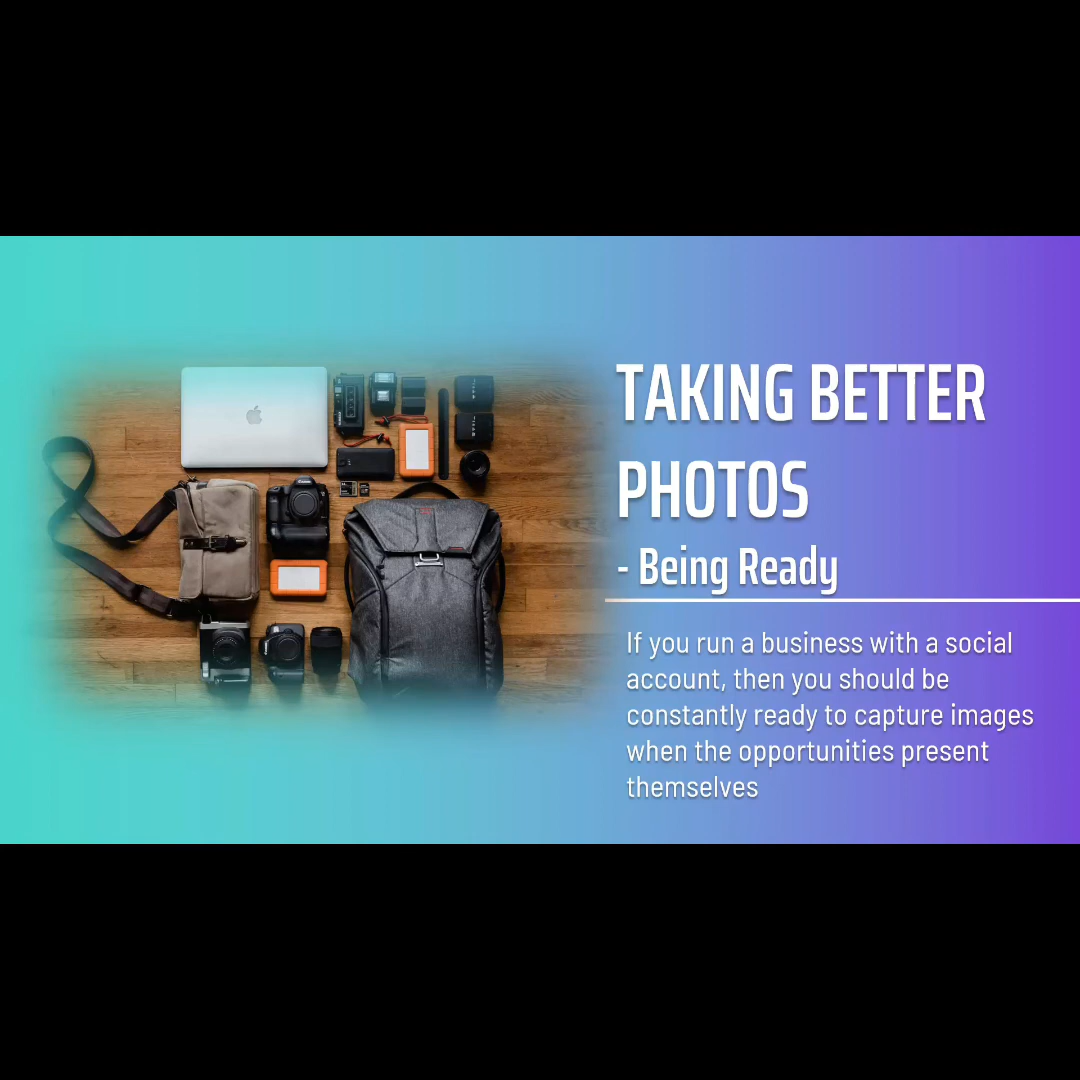 TAKING BETTER
PHOTOS
- Being Ready
If you run a business with a social
account, then you should be
constantly ready to capture images
when the opportunities present
themselves